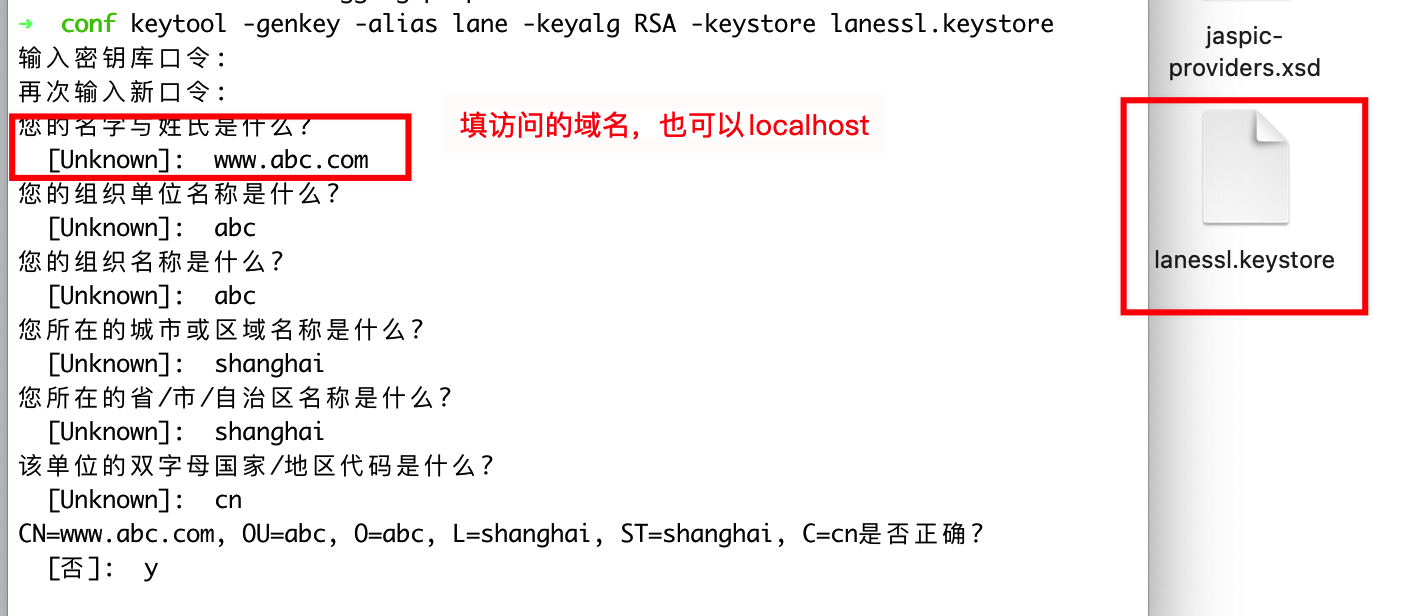 ➜ conf keytool -genkey -alias lane -keyalg RSA -keystore lanessl.keystore
输入密钥库口令:
再次输入新口令:
您的名字与姓氏是什么?
[Unknown]: www.abc.com
填访问的域名，也可以localhost
您的组织单位名称是什么?
[Unknown]: abc
您的组织名称是什么?
[Unknown]: abc
您所在的城市或区域名称是什么?
[Unknown]: shanghai
您所在的省/市/自治区名称是什么?
[Unknown]: shanghai
该单位的双字母国家/地区代码是什么?
[Unknown]: cn
CN=www.abc.com, OU=abc, O=abc, L=shanghai, ST=shanghai, C=cn是否正确?
[否]: y
jaspic-
providers.xsd
lanessl.keystore